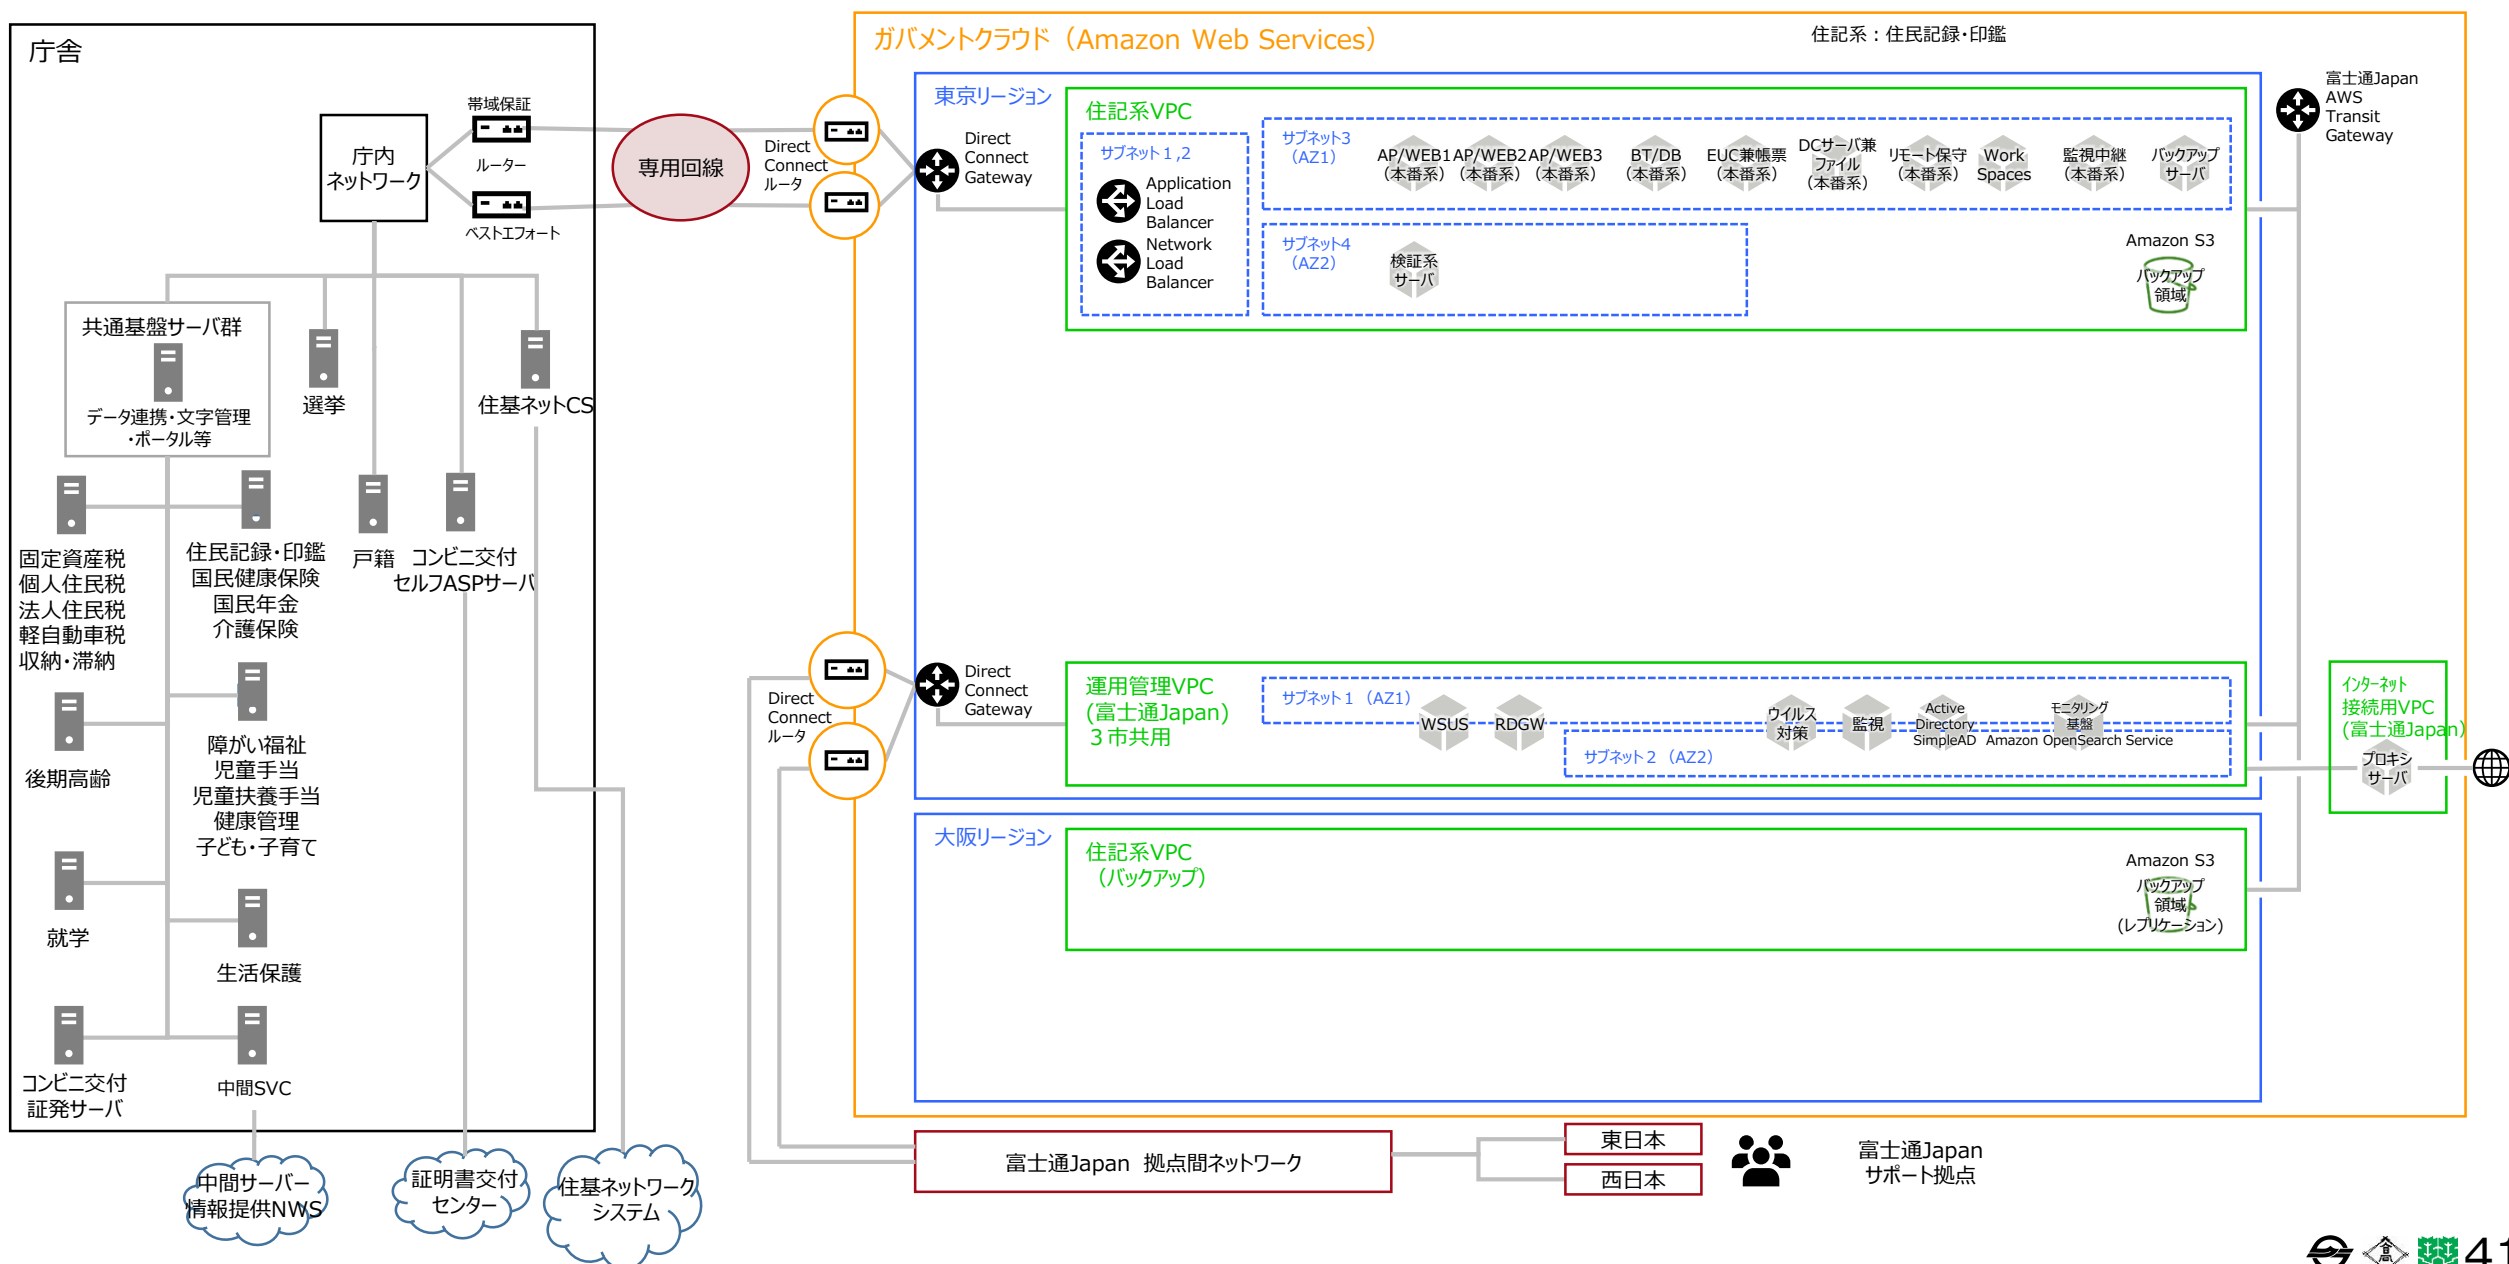 庁舎
帯域保証
庁内
ネットワーク
ルーター
ベストエフォート
専用回線
共通基盤サーバ群
データ連携・文字管理
・ポータル等
選挙
住基ネットCS
固定資産税
個人住民税
法人住民税
軽自動車税
収納・滞納
住民記録・印鑑
国民健康保険
国民年金
介護保険
戸籍
コンビニ交付
セルフASPサーバ
後期高齢
障がい福祉
児童手当
児童扶養手当
健康管理
子ども・子育て
就学
生活保護
コンビニ交付
証発サーバ
中間SVC
中間サーバー
情報提供NWS
証明書交付
センター
住基ネットワーク
システム
ガバメントクラウド（Amazon Web Services）
住記系：住民記録・印鑑
Direct
Connect
ルータ
Direct
Connect
Gateway
東京リージョン
住記系VPC
サブネット１,2
Application
Load
Balancer
Network
Load
Balancer
サブネット3
（AZ1）
AP/WEB1
（本番系）
AP/WEB2
（本番系）
AP/WEB3
（本番系）
BT/DB
（本番系）
EUC兼帳票
（本番系）
DCサーバ兼
ファイル
（本番系）
リモート保守
（本番系）
Work
Spaces
監視中継
（本番系）
バックアップ
サーバ
サブネット4
（AZ2）
検証系
サーバ
Amazon S3
バックアップ
領域
富士通Japan
AWS
Transit
Gateway
Direct
Connect
ルータ
Direct
Connect
Gateway
運用管理VPC
(富士通Japan)
３市共用
サブネット１（AZ1）
WSUS
RDGW
ウイルス
対策
監視
Active
Directory
SimpleAD
モニタリング
基盤
Amazon OpenSearch Service
サブネット２（AZ2）
インターネット
接続用VPC
(富士通Japan)
プロキシ
サーバ
大阪リージョン
住記系VPC
（バックアップ）
Amazon S3
バックアップ
領域
(レプリケーション)
富士通Japan 拠点間ネットワーク
東日本
西日本
富士通Japan
サポート拠点
41